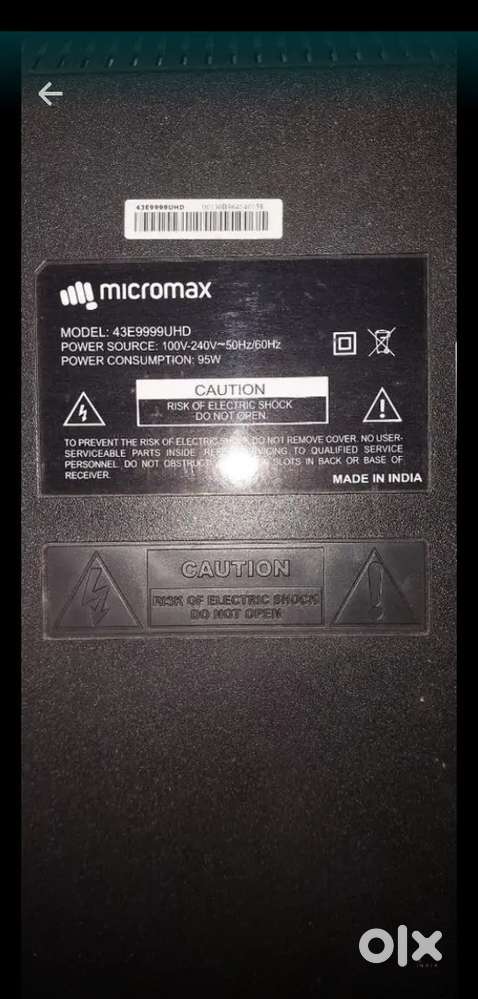 43E9999UHD
micromax
MODEL: 43E9999UHD
POWER SOURCE: 100V-240V~50Hz/60Hz
POWER CONSUMPTION: 95W
CAUTION
RISK OF ELECTRIC SHOCK
DO NOT OPEN.
TO PREVENT THE RISK OF ELECTRIC SHOCK DO NOT REMOVE COVER. NO USER-
SERVICEABLE PARTS INSIDE. SERVICING TO QUALIFIED SERVICE
PERSONNEL. DO NOT OBSTRUCT SLOTS IN BACK OR BASE OF
RECEIVER.
MADE IN INDIA
CAUTION
RISK OF ELECTRIC SHOCK
DO NOT OPEN
olx
INDIA